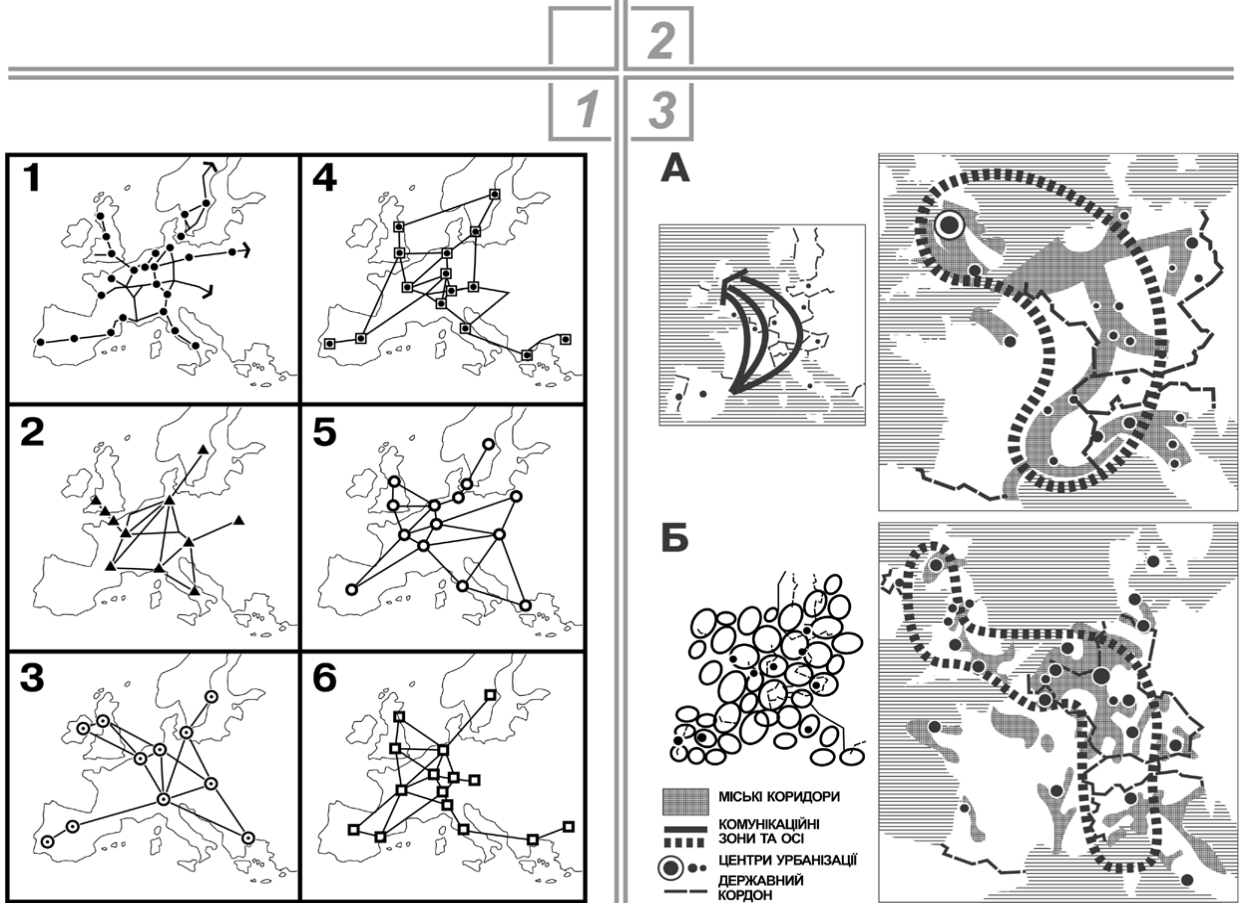 2
1
3
1
4
2
5
3
6
А
Б
МІСЬКІ КОРИДОРИ
КОМУНІКАЦІЙНІ
ЗОНИ ТА ОСІ
ЦЕНТРИ УРБАНІЗАЦІЇ
ДЕРЖАВНИЙ
КОРДОН